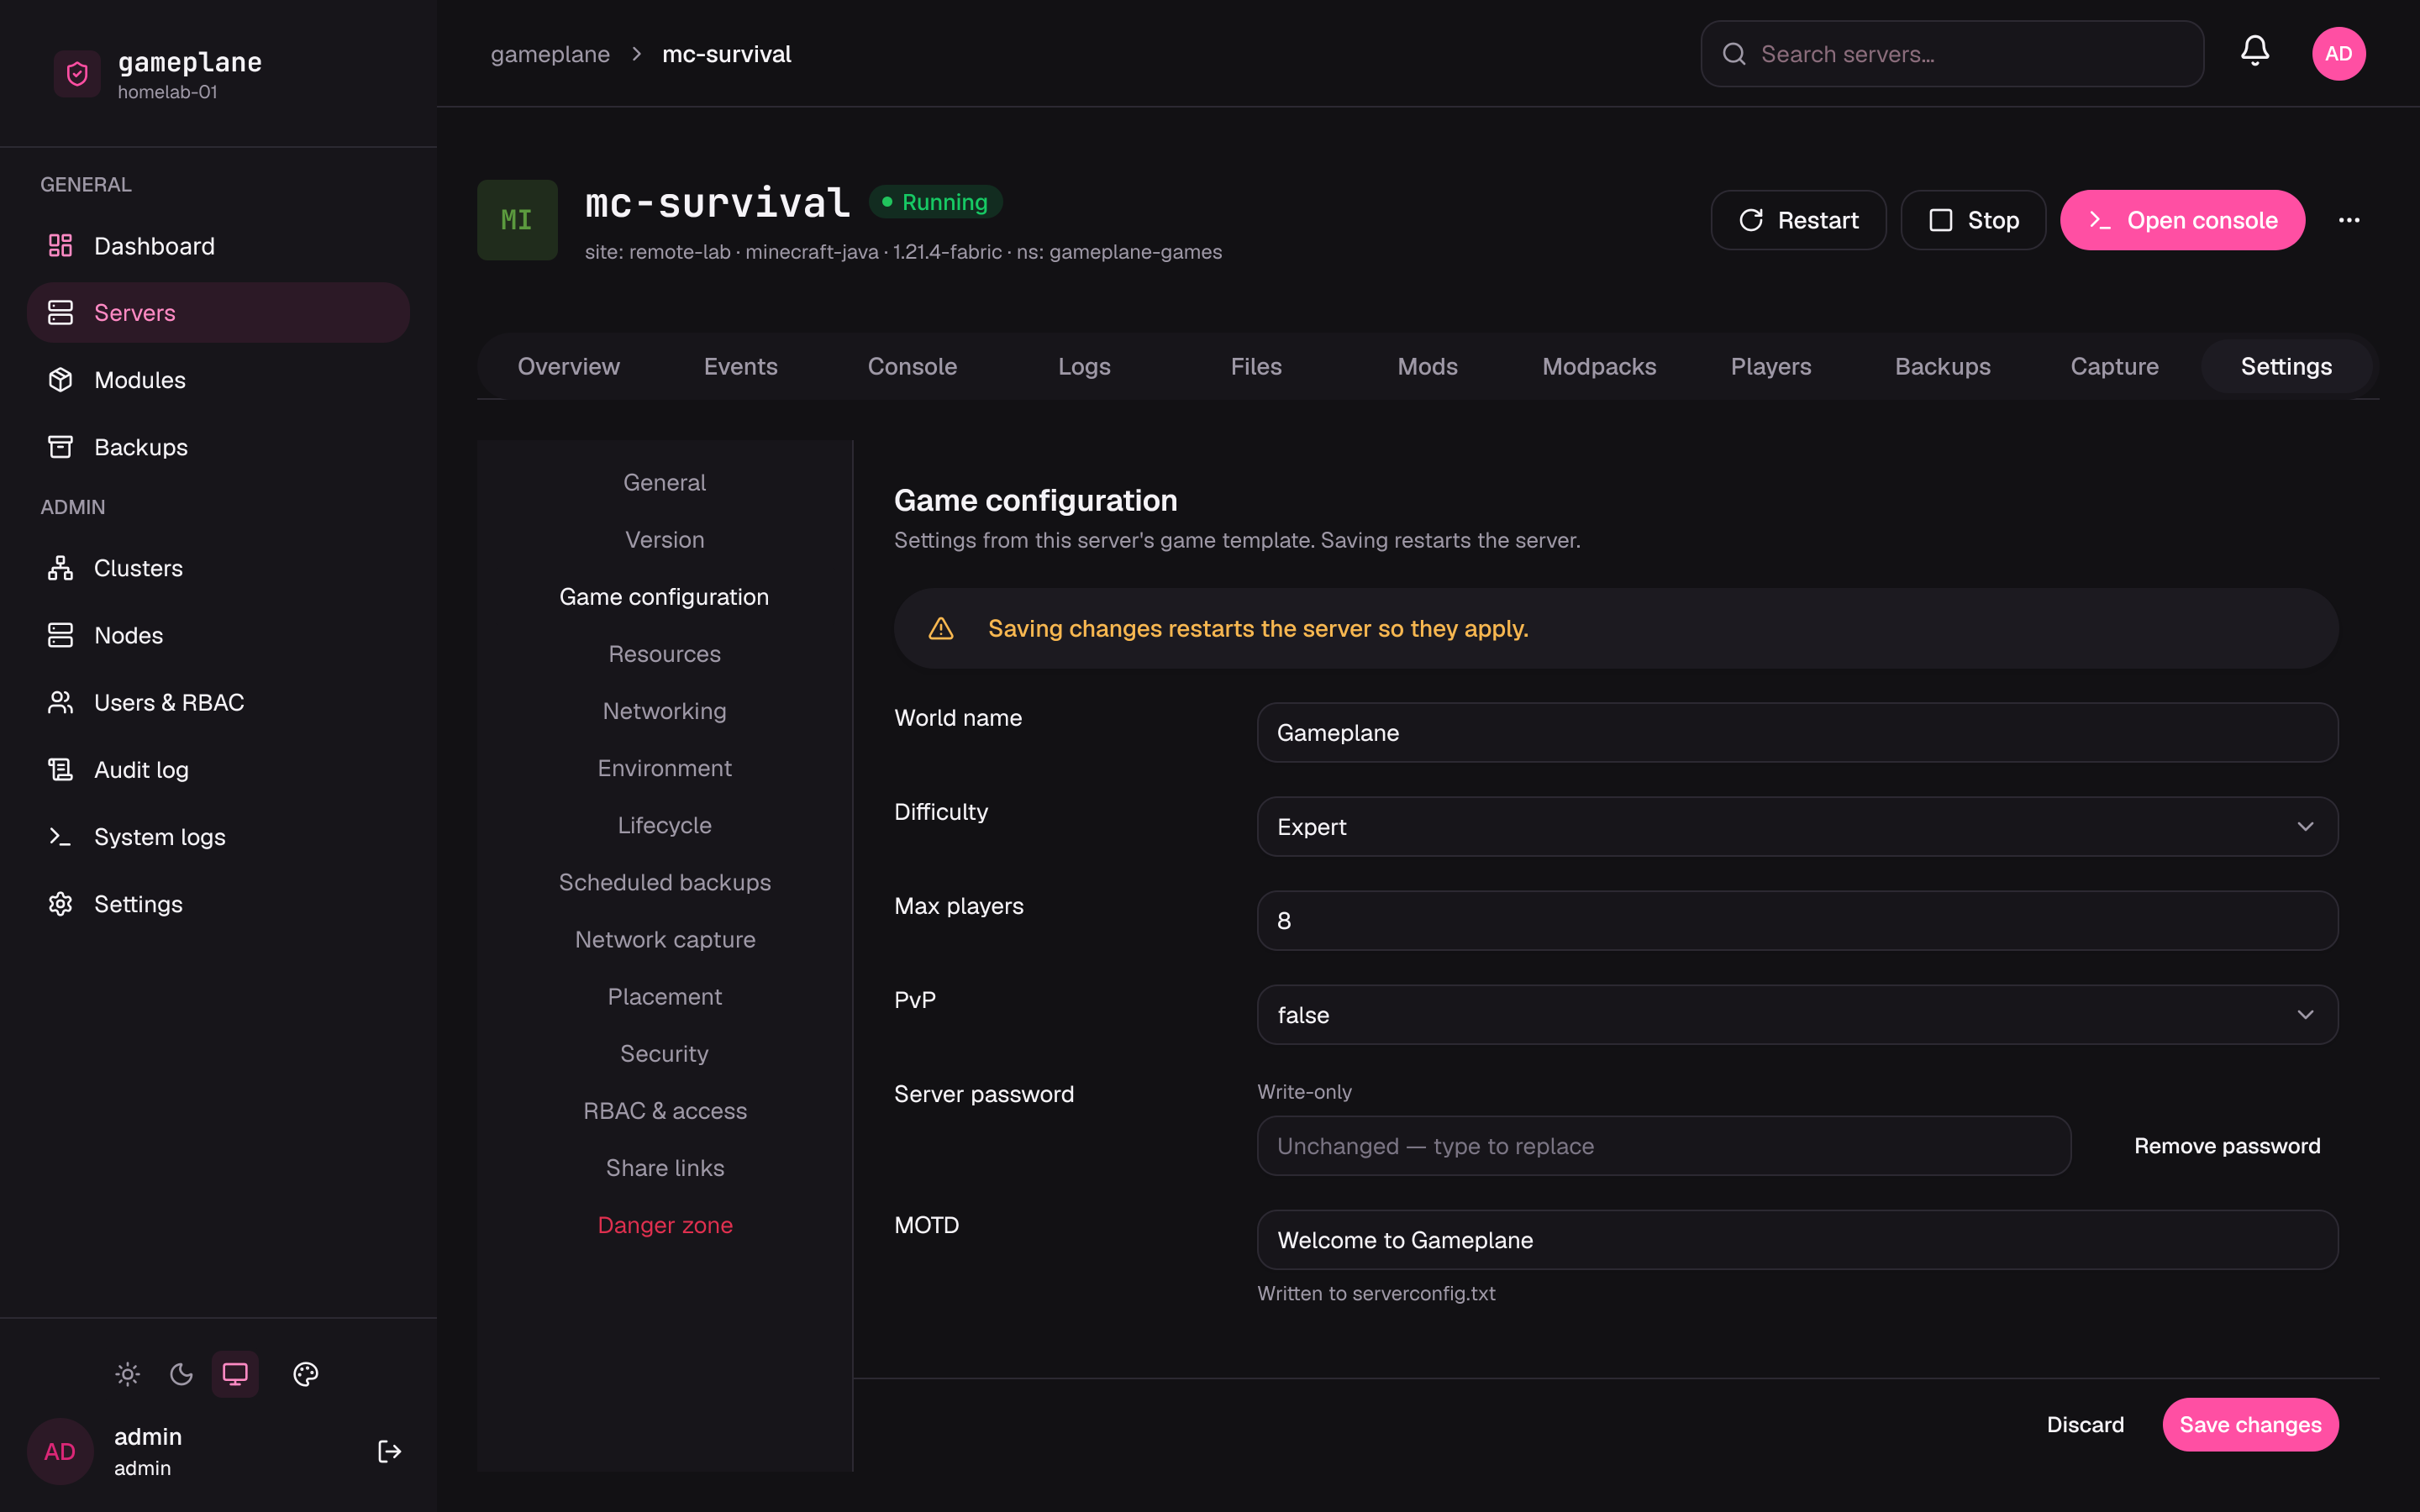 gameplane
homelab-01
GENERAL
Dashboard
Servers
Modules
Backups
ADMIN
Clusters
Nodes
Users & RBAC
Audit log
System logs
Settings
AD
admin
admin
gameplane > mc-survival
Search servers...
AD
MI
mc-survival
Running
site: remote-lab · minecraft-java · 1.21.4-fabric · ns: gameplane-games
Restart
Stop
Open console
Overview
Events
Console
Logs
Files
Mods
Modpacks
Players
Backups
Capture
Settings
General
Version
Game configuration
Resources
Networking
Environment
Lifecycle
Scheduled backups
Network capture
Placement
Security
RBAC & access
Share links
Danger zone
Game configuration
Settings from this server's game template. Saving restarts the server.
Saving changes restarts the server so they apply.
World name
Gameplane
Difficulty
Expert
Max players
8
PvP
false
Server password
Write-only
Unchanged — type to replace
Remove password
MOTD
Welcome to Gameplane
Written to serverconfig.txt
Discard
Save changes